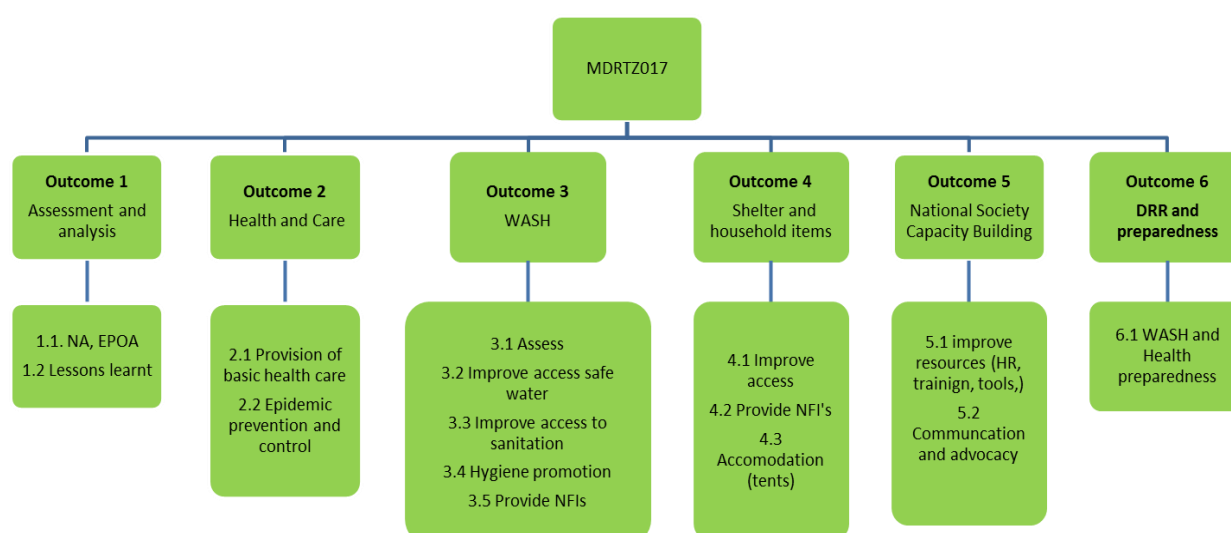 MDRTZ017
Outcome 1
Assessment and
analysis
Outcome 2
Health and Care
Outcome 3
WASH
Outcome 4
Shelter and
household items
Outcome 5
National Society
Capacity Building
Outcome 6
DRR and
preparedness
1.1. NA, EPOA
1.2 Lessons learnt
2.1 Provision of
basic health care
2.2 Epidemic
prevention and
control
3.1 Assess
3.2 Improve access safe
water
3.3 Improve access to
sanitation
3.4 Hygiene promotion
3.5 Provide NFIs
4.1 Improve
access
4.2 Provide NFI's
4.3
Accomodation
(tents)
5.1 improve
resources (HR,
trainign, tools,)
5.2
Communcation
and advocacy
6.1 WASH and
Health
preparedness